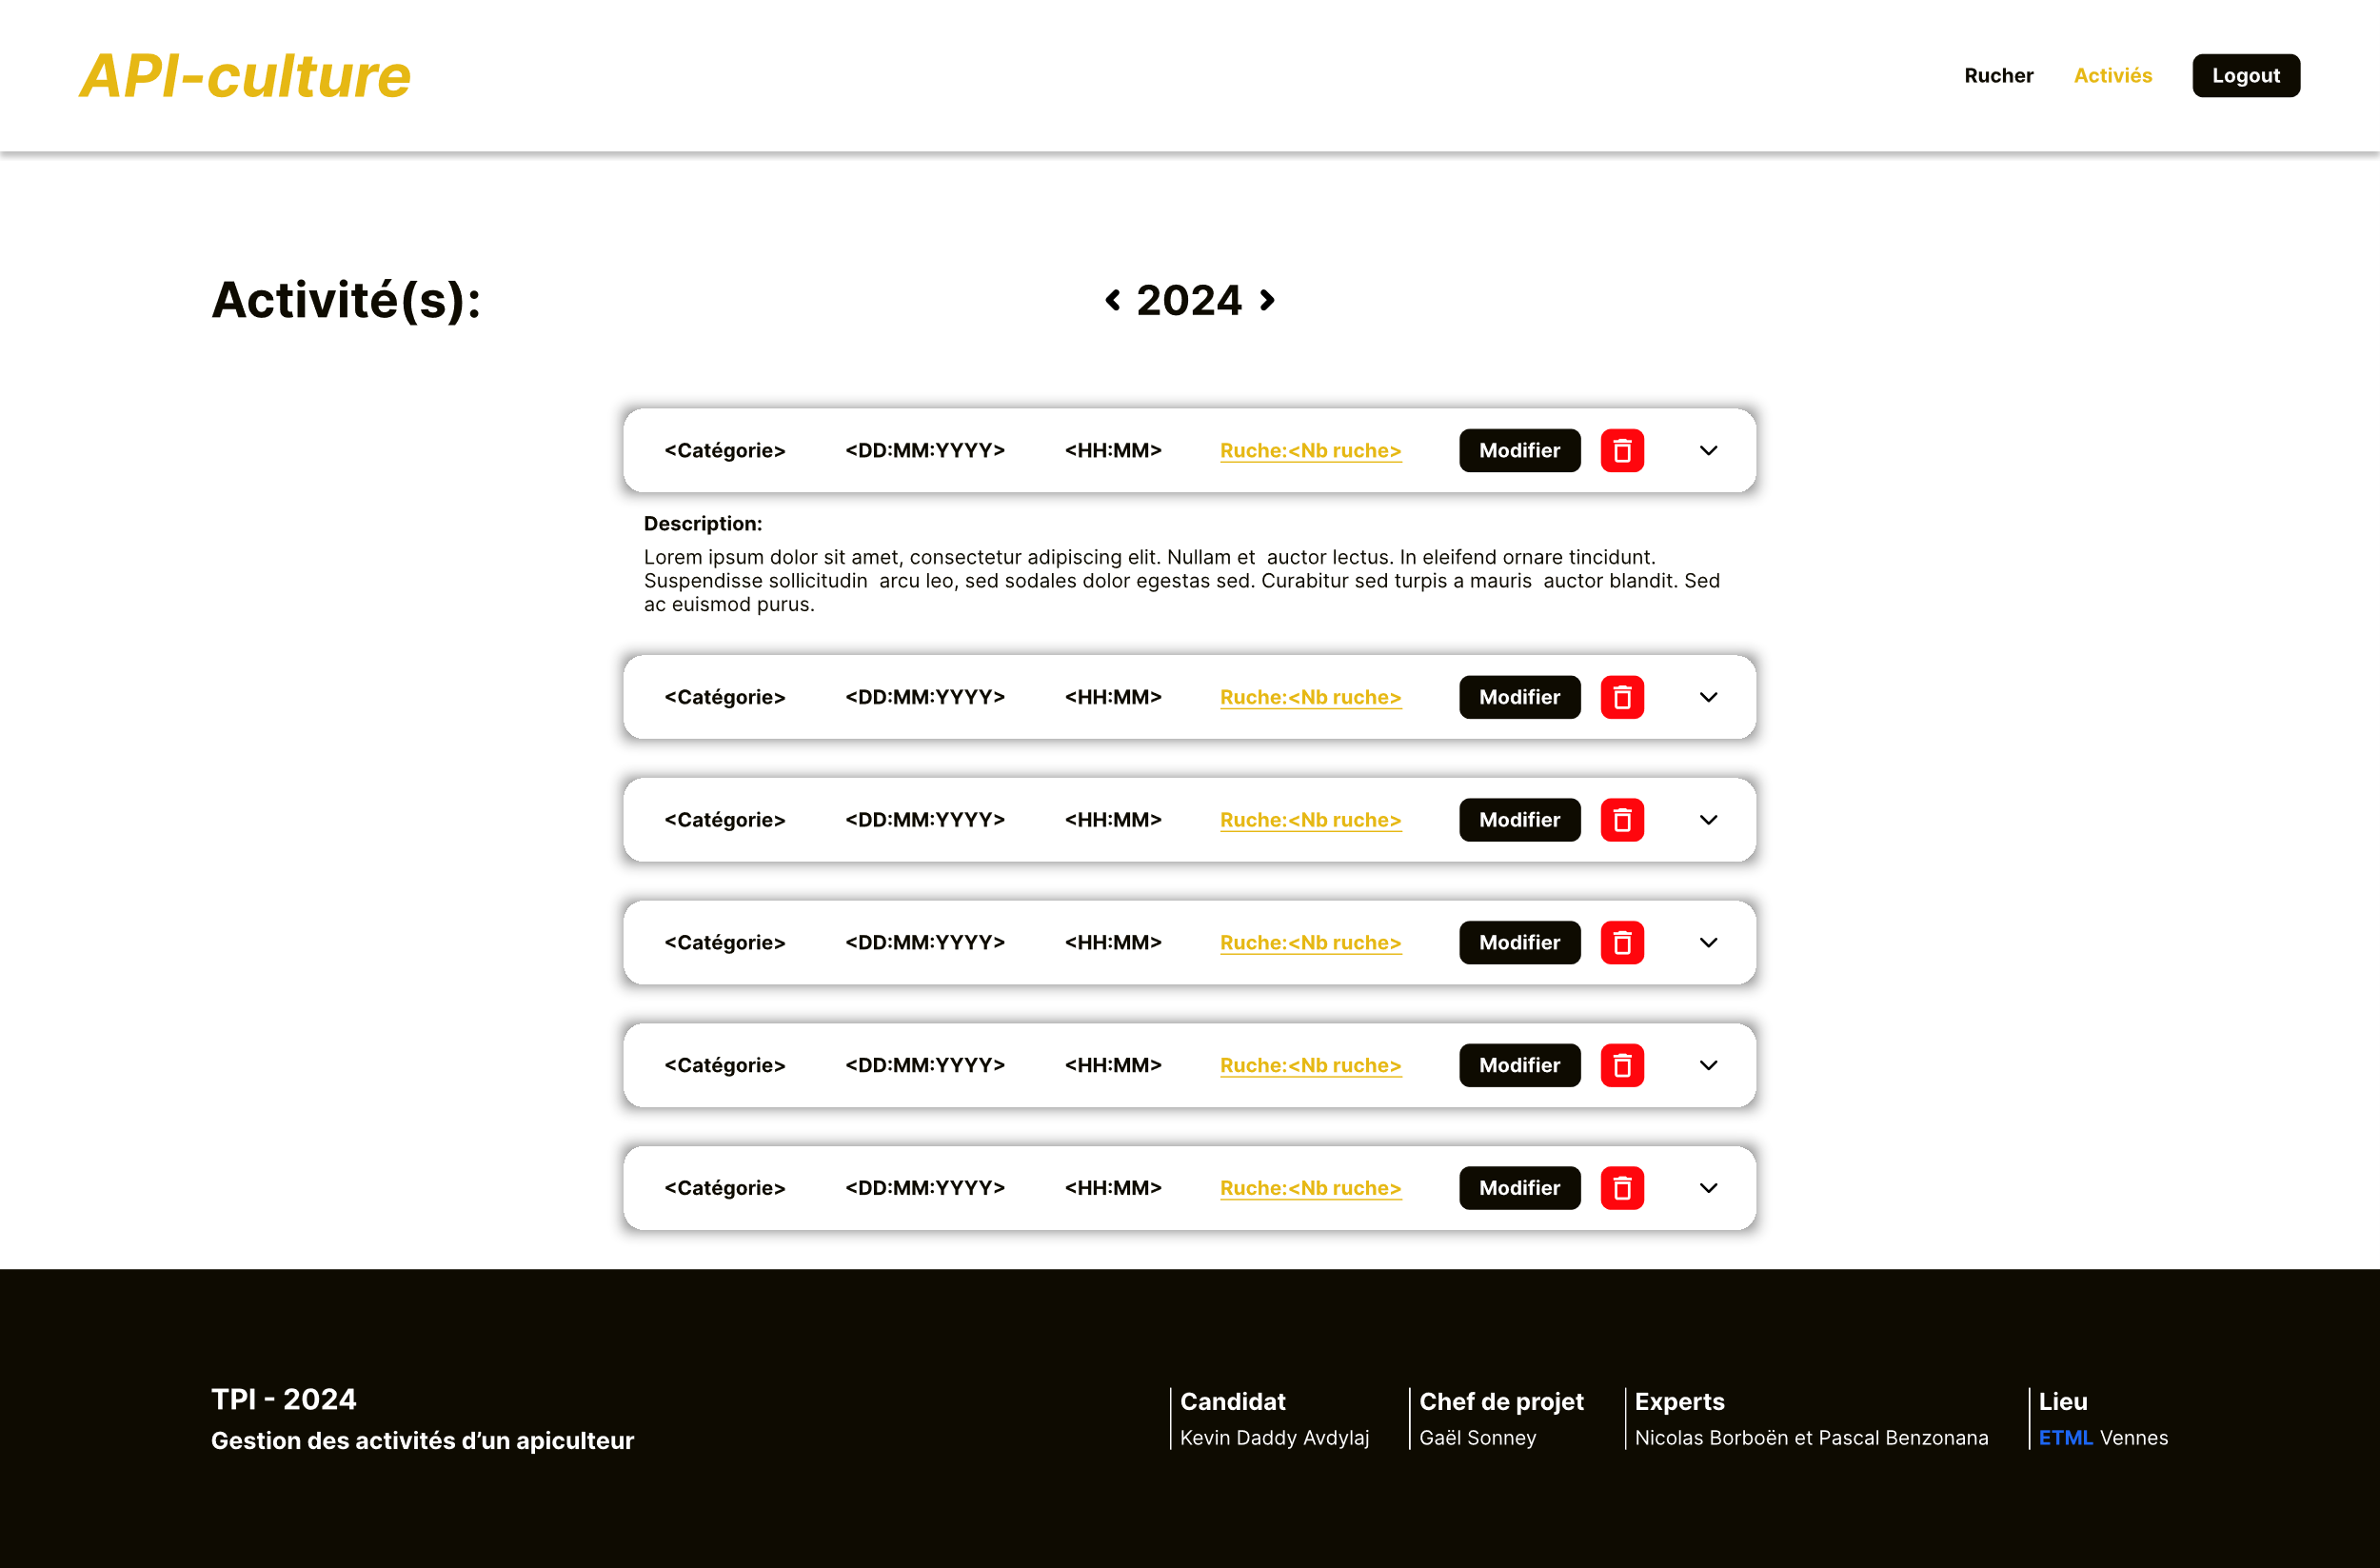 API-culture
Rucher Activiés Logout
Activité(s): 2024
<Catégorie> <DD:MM:YYYY> <HH:MM> Ruche:<Nb ruche> Modifier
Description:
Lorem ipsum dolor sit amet, consectetur adipiscing elit. Nullam et  auctor lectus. In eleifend ornare tincidunt.
Suspendisse sollicitudin  arcu leo, sed sodales dolor egestas sed. Curabitur sed turpis a mauris  auctor blandit. Sed
ac euismod purus.
<Catégorie> <DD:MM:YYYY> <HH:MM> Ruche:<Nb ruche> Modifier
<Catégorie> <DD:MM:YYYY> <HH:MM> Ruche:<Nb ruche> Modifier
<Catégorie> <DD:MM:YYYY> <HH:MM> Ruche:<Nb ruche> Modifier
<Catégorie> <DD:MM:YYYY> <HH:MM> Ruche:<Nb ruche> Modifier
<Catégorie> <DD:MM:YYYY> <HH:MM> Ruche:<Nb ruche> Modifier
TPI - 2024
Gestion des activités d’un apiculteur
Candidat
Kevin Daddy Avdylaj
Chef de projet
Gaël Sonney
Experts
Nicolas Borboën et Pascal Benzonana
Lieu
ETML Vennes